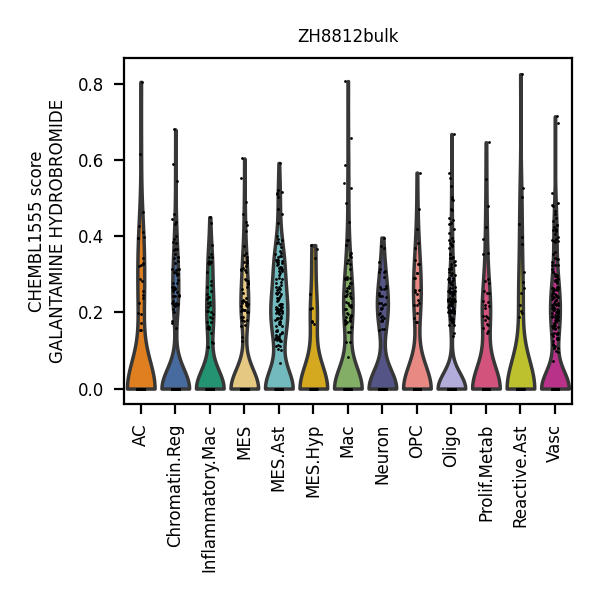 ZH8812bulk
CHEMBL1555 score
GALANTAMINE HYDROBROMIDE
0.8
0.6
0.4
0.2
0.0
AC
Chromatin.Reg
Inflammatory.Mac
MES
MES.Ast
MES.Hyp
Mac
Neuron
OPC
Oligo
Prolif.Metab
Reactive.Ast
Vasc